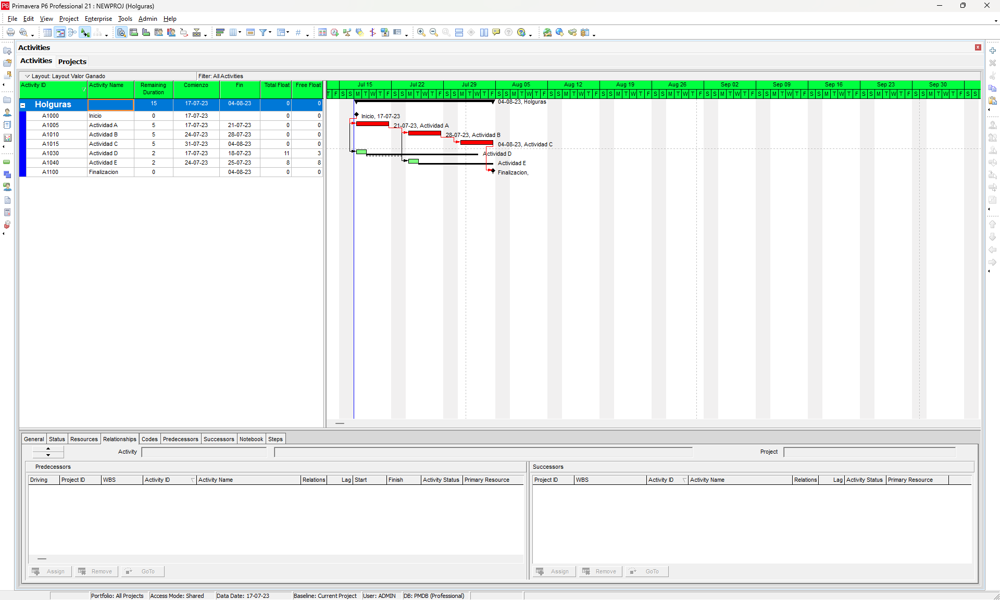 Primavera P6 Professional 21 : NEWPROJ (Holguras)
File Edit View Project Enterprise Tools Admin Help
Activities
Activities Projects
Layout: Layout Valor Ganado Filter: All Activities
Activity ID Activity Name Remaining Duration Comienzo Fin Total Float Free Float
Jul 15 Jul 22 Jul 29 Aug 05 Aug 12 Aug 19 Aug 26 Sep 02 Sep 09 Sep 16 Sep 23 Sep 30
T F S S M T W T F S S M T W T F S S M T W T F S S M T W T F S S M T W T F S S M T W T F S S M T W T F S S M T W T F S S M T W T F S S M T W T F S S M T W T F S S M T W T F S S
Holguras 15 17-07-23 04-08-23 0 0
A1000 Inicio 0 17-07-23 0 0
A1005 Actividad A 5 17-07-23 21-07-23 0 0
A1010 Actividad B 5 24-07-23 28-07-23 0 0
A1015 Actividad C 5 31-07-23 04-08-23 0 0
A1030 Actividad D 2 17-07-23 18-07-23 11 3
A1040 Actividad E 2 24-07-23 25-07-23 8 8
A1100 Finalizacion 0 04-08-23 0 0
04-08-23, Holguras
Inicio, 17-07-23
21-07-23, Actividad A
28-07-23, Actividad B
04-08-23, Actividad C
Actividad D
Actividad E
Finalizacion,
General Status Resources Relationships Codes Predecessors Successors Notebook Steps
Activity Project
Predecessors
Driving Project ID WBS Activity ID Activity Name Relations Lag Start Finish Activity Status Primary Resource
Assign Remove GoTo
Successors
Project ID WBS Activity ID Activity Name Relations Lag Activity Status Primary Resource
Assign Remove GoTo
Portfolio: All Projects Access Mode: Shared Data Date: 17-07-23 Baseline: Current Project User: ADMIN DB: PMDB (Professional)